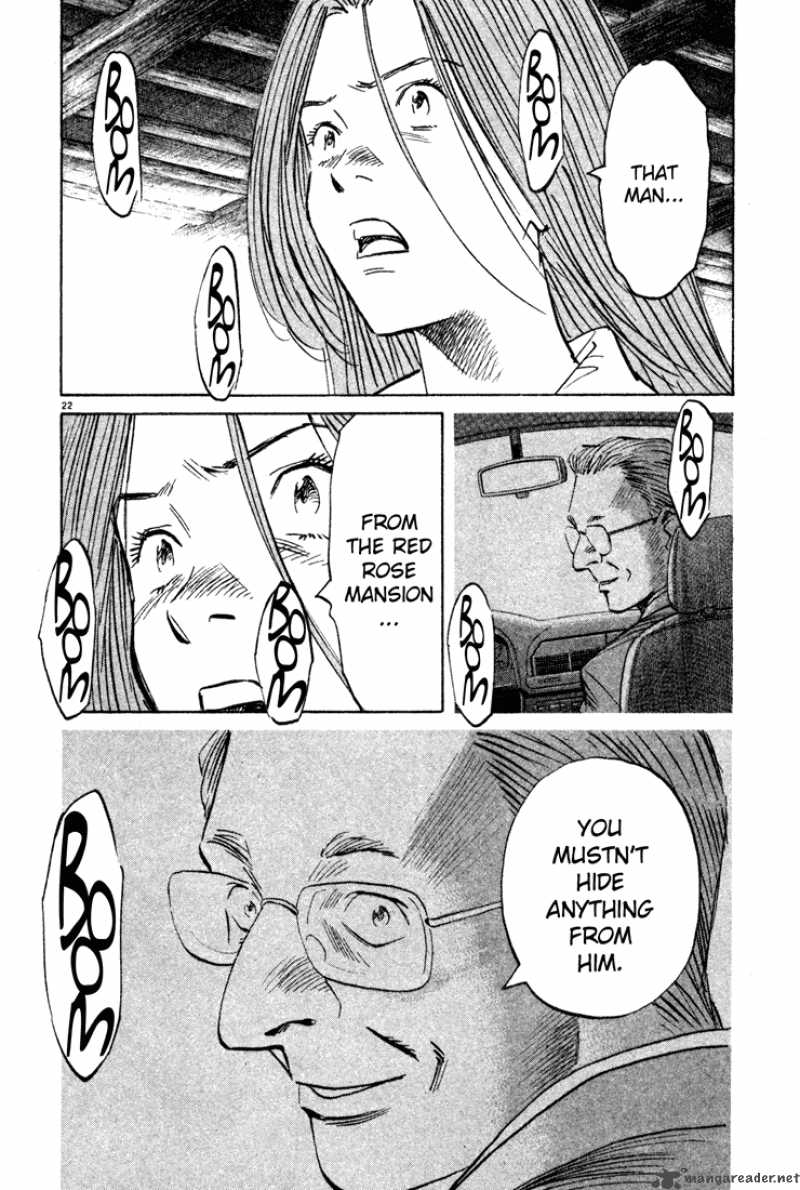 BOOM
BOOM
THAT
MAN...
BOOM
22
BOOM
BOOM
FROM
THE RED
ROSE
MANSION
...
BOOM
BOOM
YOU
MUSTN'T
HIDE
ANYTHING
FROM
HIM.
BOOM
mangareader.net